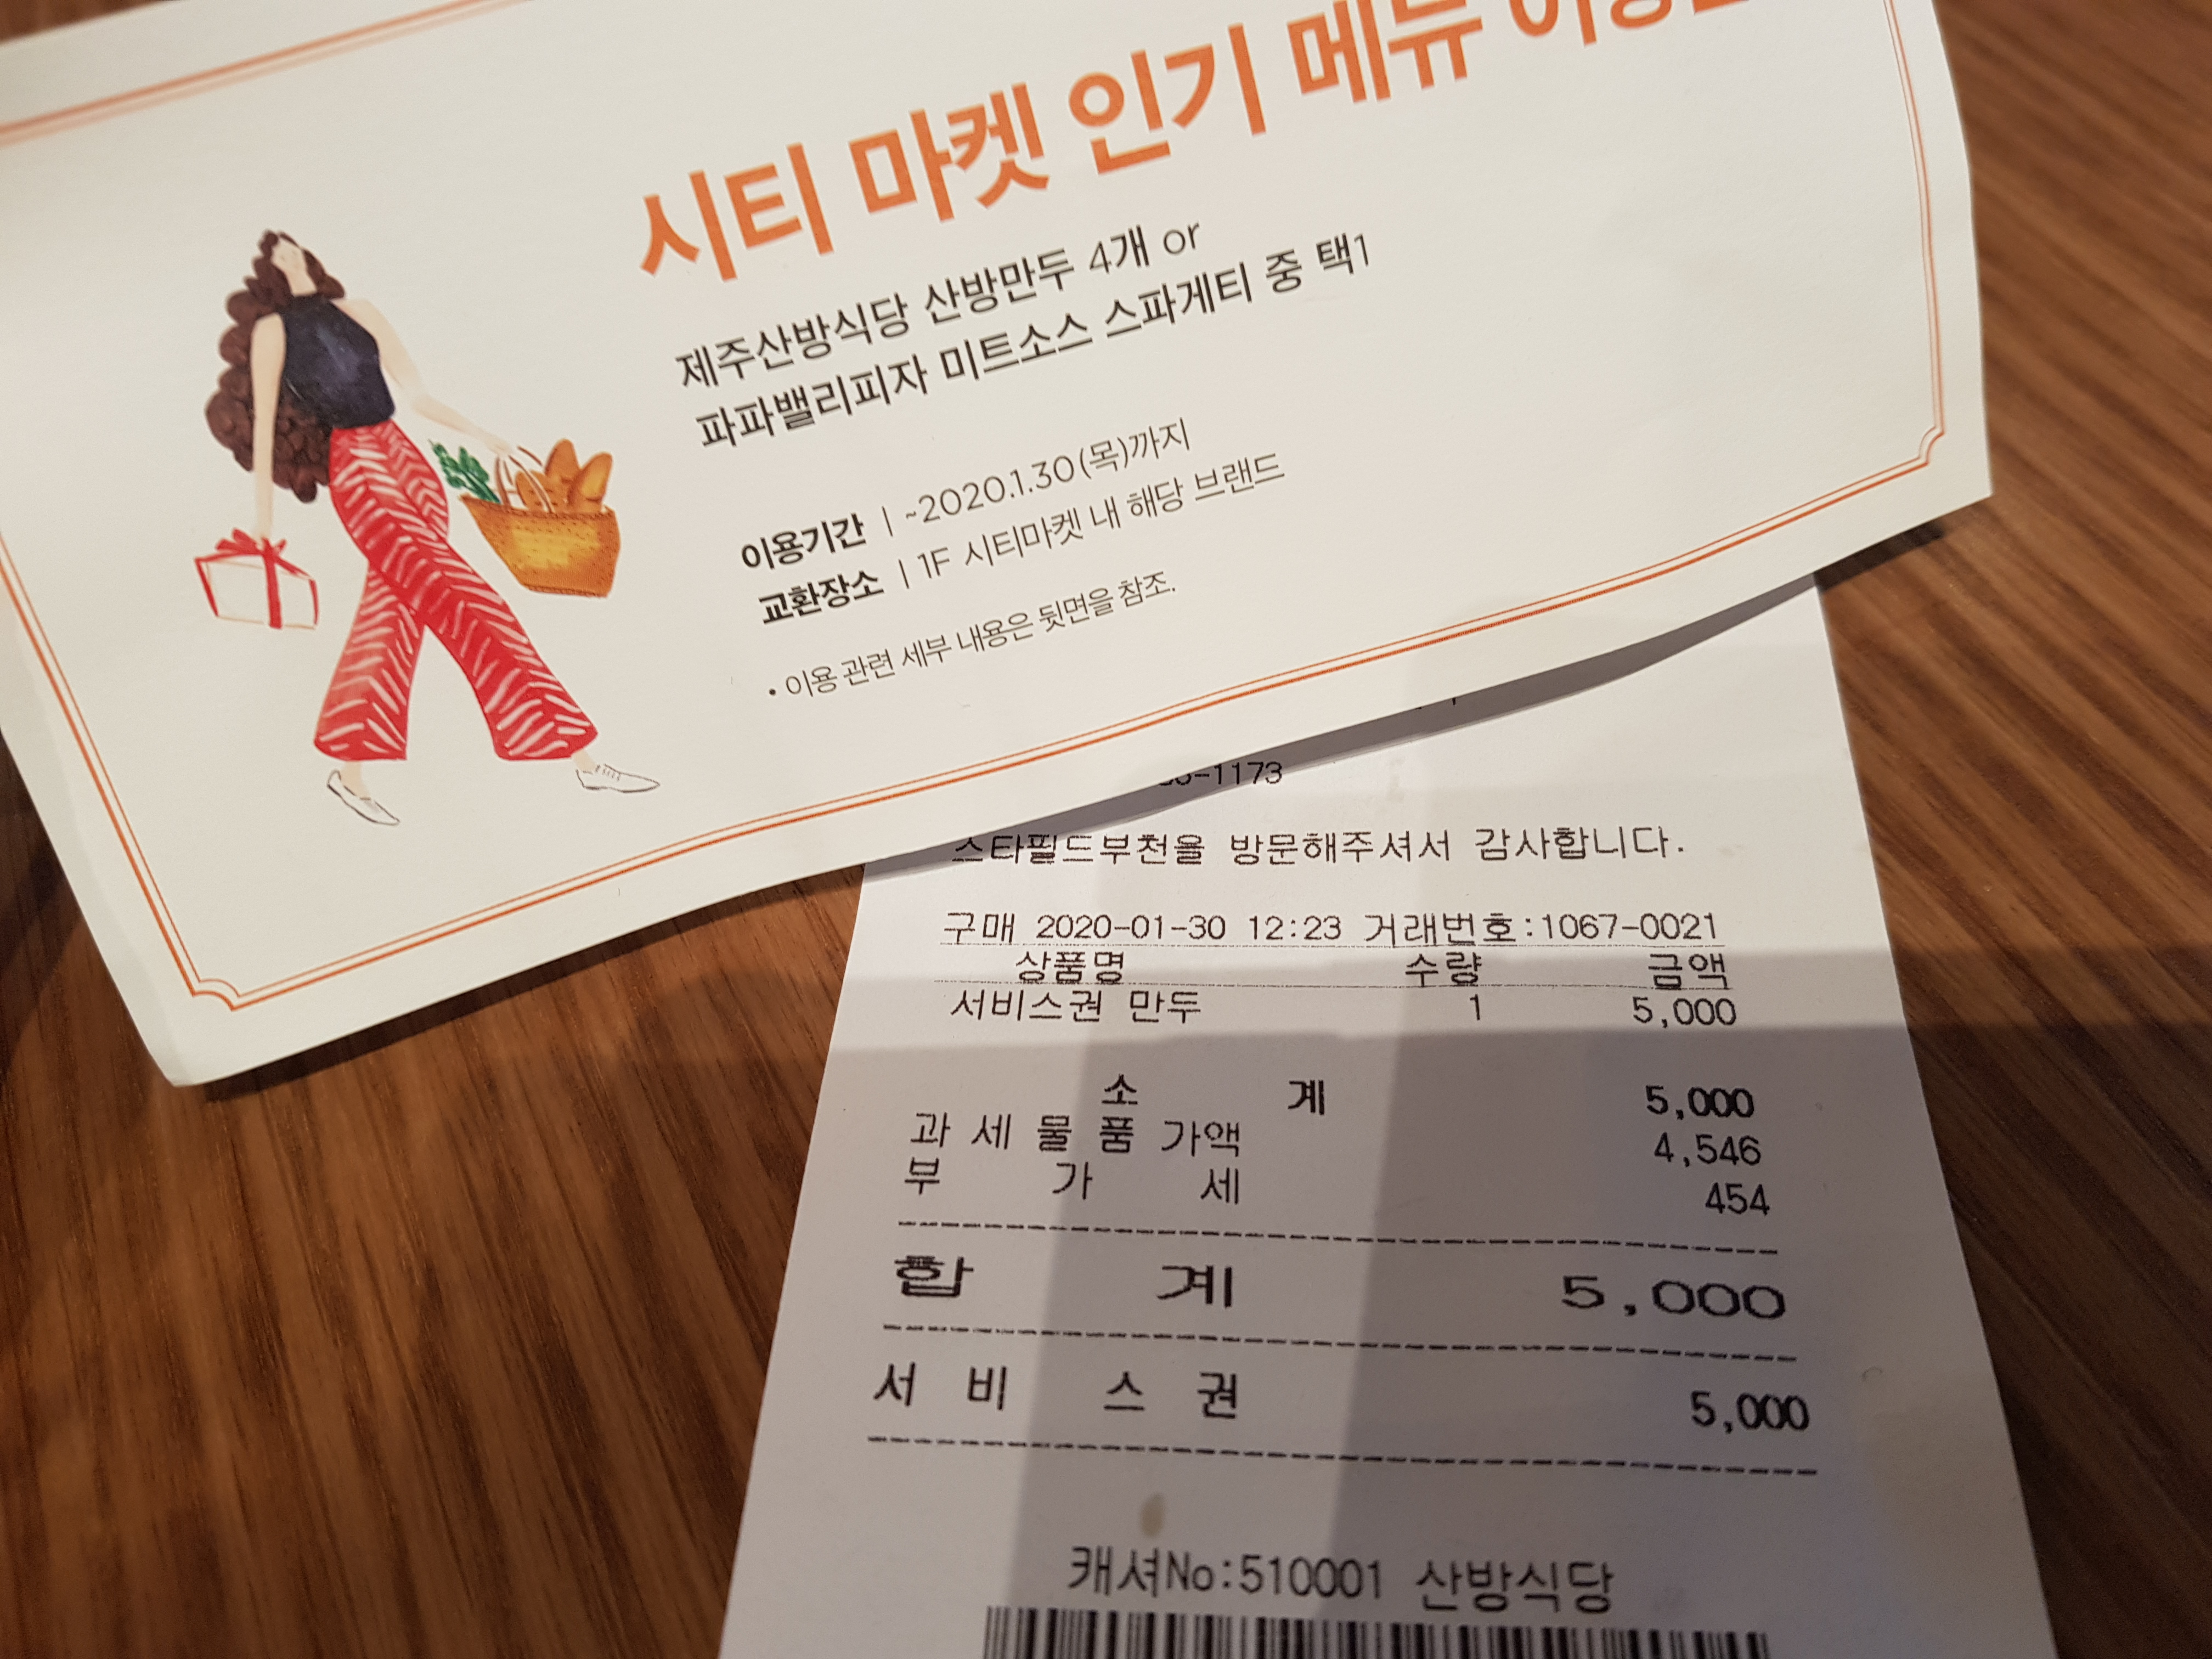 시티 마켓 인기 메뉴
제주산방식당 산방만두 4개 or
파파밸리피자 미트소스 스파게티 중 택1
이용기간 | ~2020.1.30(목)까지
교환장소 | 1F 시티마켓 내 해당 브랜드
• 이용 관련 세부 내용은 뒷면을 참조.
-1173
스타필드부천을 방문해주셔서 감사합니다.
구매 2020-01-30 12:23 거래번호:1067-0021
상품명 수량 금액
서비스권 만두 1 5,000
소 계 5,000
과 세 물 품 가액 4,546
부 가 세 454
합 계 5,000
서 비 스 권 5,000
캐셔No:510001 산방식당